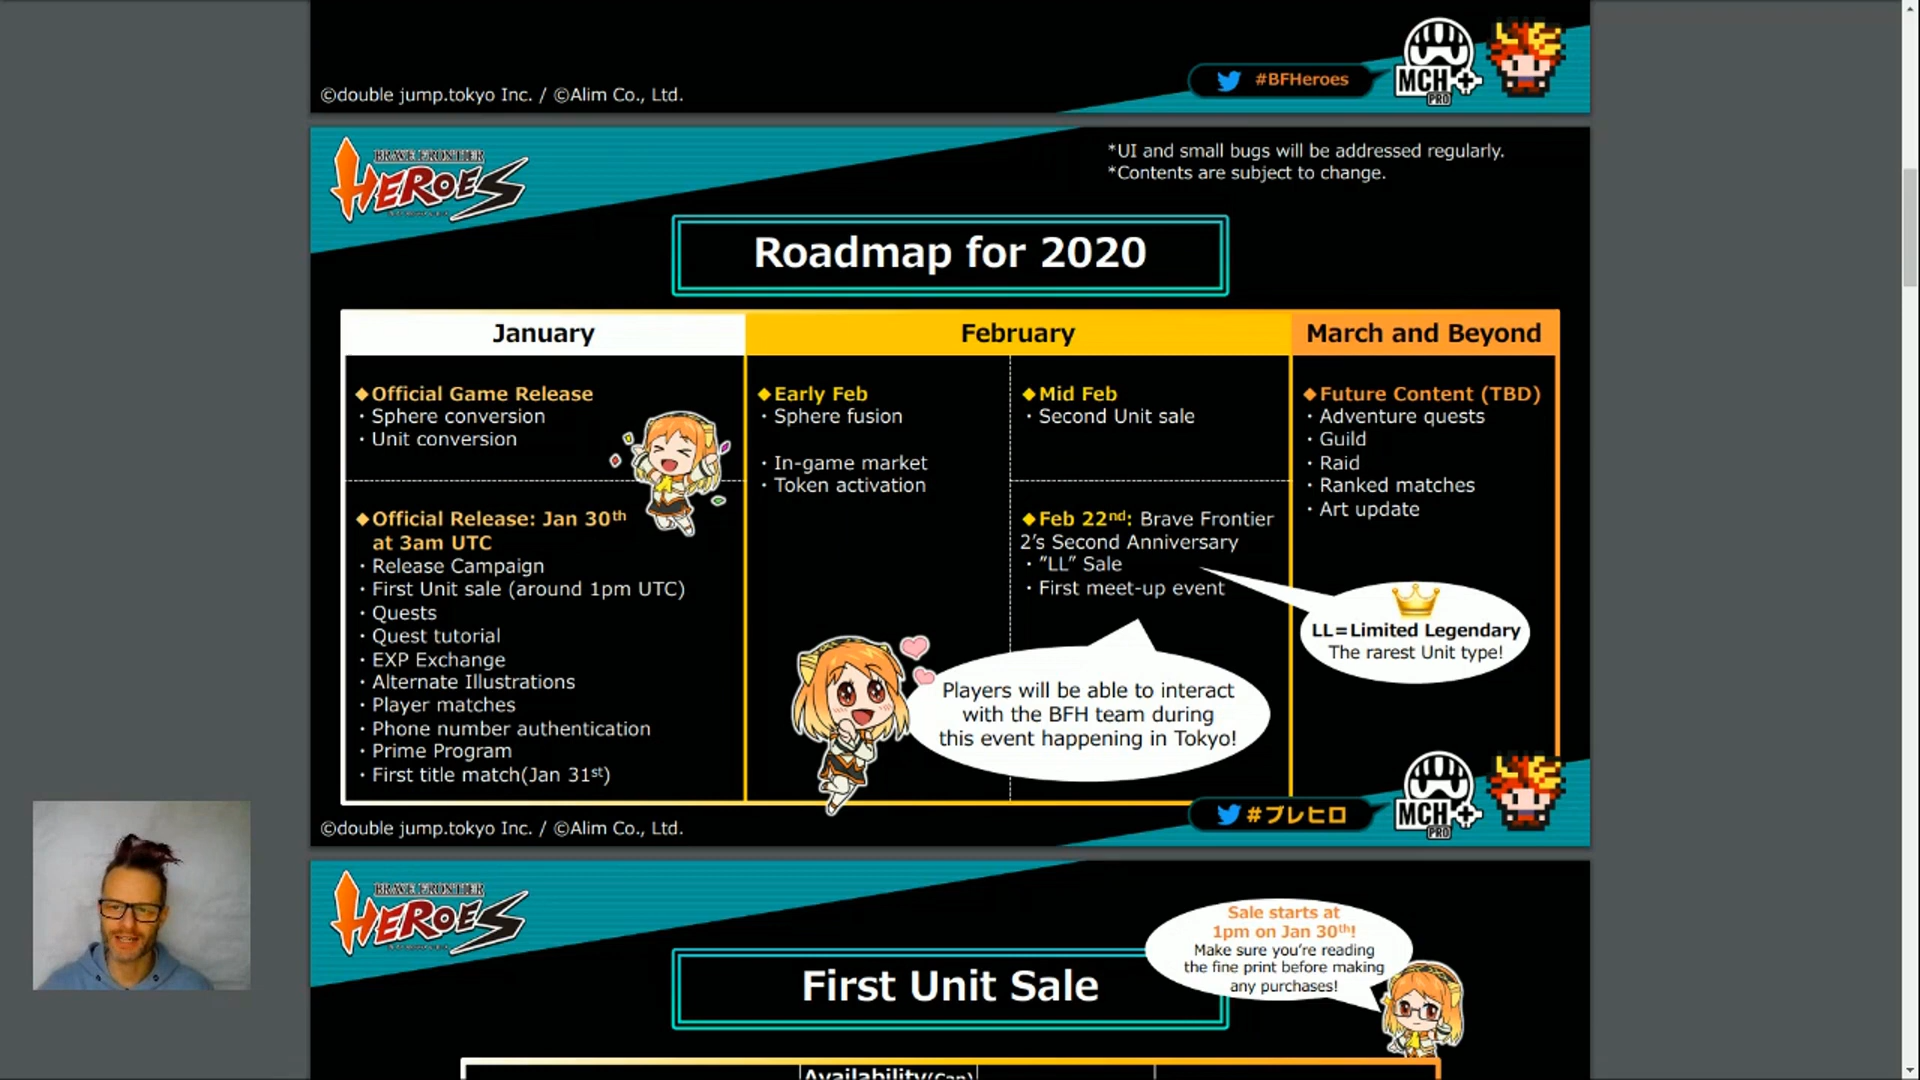 ©double jump.tokyo Inc. / ©Alim Co., Ltd.
#BFHeroes
MCH+
PRO
BRAVE FRONTIER
HEROES
*UI and small bugs will be addressed regularly.
*Contents are subject to change.
Roadmap for 2020
January
February
March and Beyond
◆Official Game Release
・Sphere conversion
・Unit conversion
◆Official Release: Jan 30th
at 3am UTC
・Release Campaign
・First Unit sale (around 1pm UTC)
・Quests
・Quest tutorial
・EXP Exchange
・Alternate Illustrations
・Player matches
・Phone number authentication
・Prime Program
・First title match(Jan 31st)
◆Early Feb
・Sphere fusion
・In-game market
・Token activation
◆Mid Feb
・Second Unit sale
◆Feb 22nd: Brave Frontier
2's Second Anniversary
・"LL" Sale
・First meet-up event
Players will be able to interact
with the BFH team during
this event happening in Tokyo!
◆Future Content (TBD)
・Adventure quests
・Guild
・Raid
・Ranked matches
・Art update
LL=Limited Legendary
The rarest Unit type!
©double jump.tokyo Inc. / ©Alim Co., Ltd.
#ブレヒロ
MCH+
PRO
BRAVE FRONTIER
HEROES
Sale starts at
1pm on Jan 30th!
Make sure you're reading
the fine print before making
any purchases!
First Unit Sale
Availability(Cap)